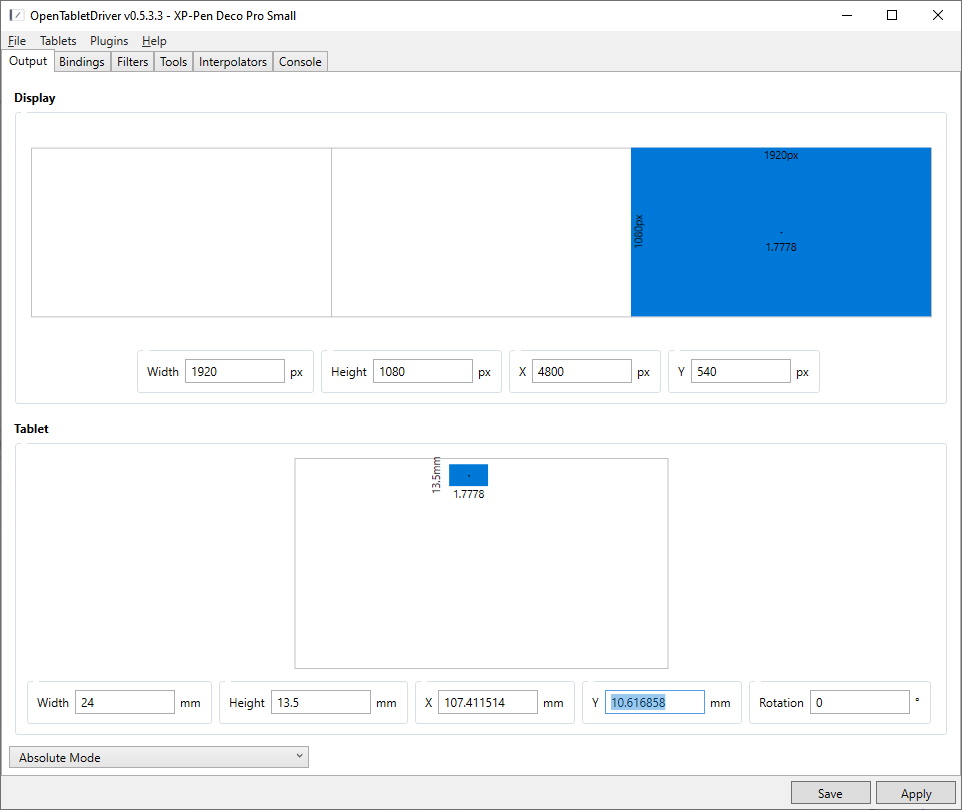 OpenTabletDriver v0.5.3.3 - XP-Pen Deco Pro Small
File Tablets Plugins Help
Output Bindings Filters Tools Interpolators Console
Display
1920px
1080px
1.7778
Width 1920 px Height 1080 px X 4800 px Y 540 px
Tablet
13.5mm
1.7778
Width 24 mm Height 13.5 mm X 107.411514 mm Y 10.616858 mm Rotation 0 °
Absolute Mode
Save Apply